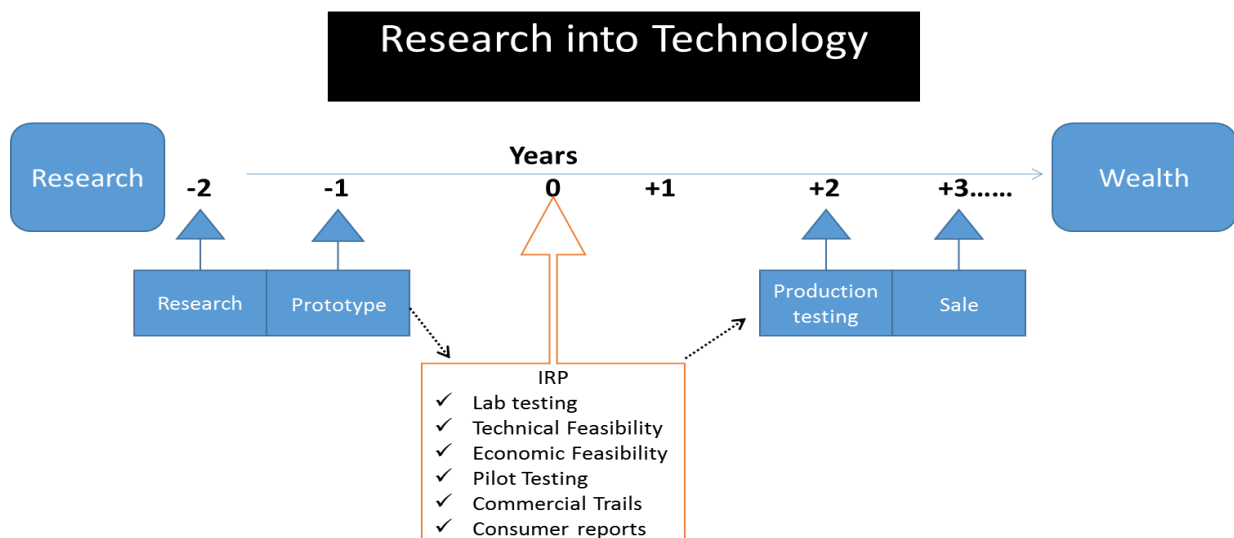 Research into Technology
Research
Years
Wealth
-2
-1
0
+1
+2
+3......
Research
Prototype
Production
testing
Sale
IRP
✓ Lab testing
✓ Technical Feasibility
✓ Economic Feasibility
✓ Pilot Testing
✓ Commercial Trails
✓ Consumer reports